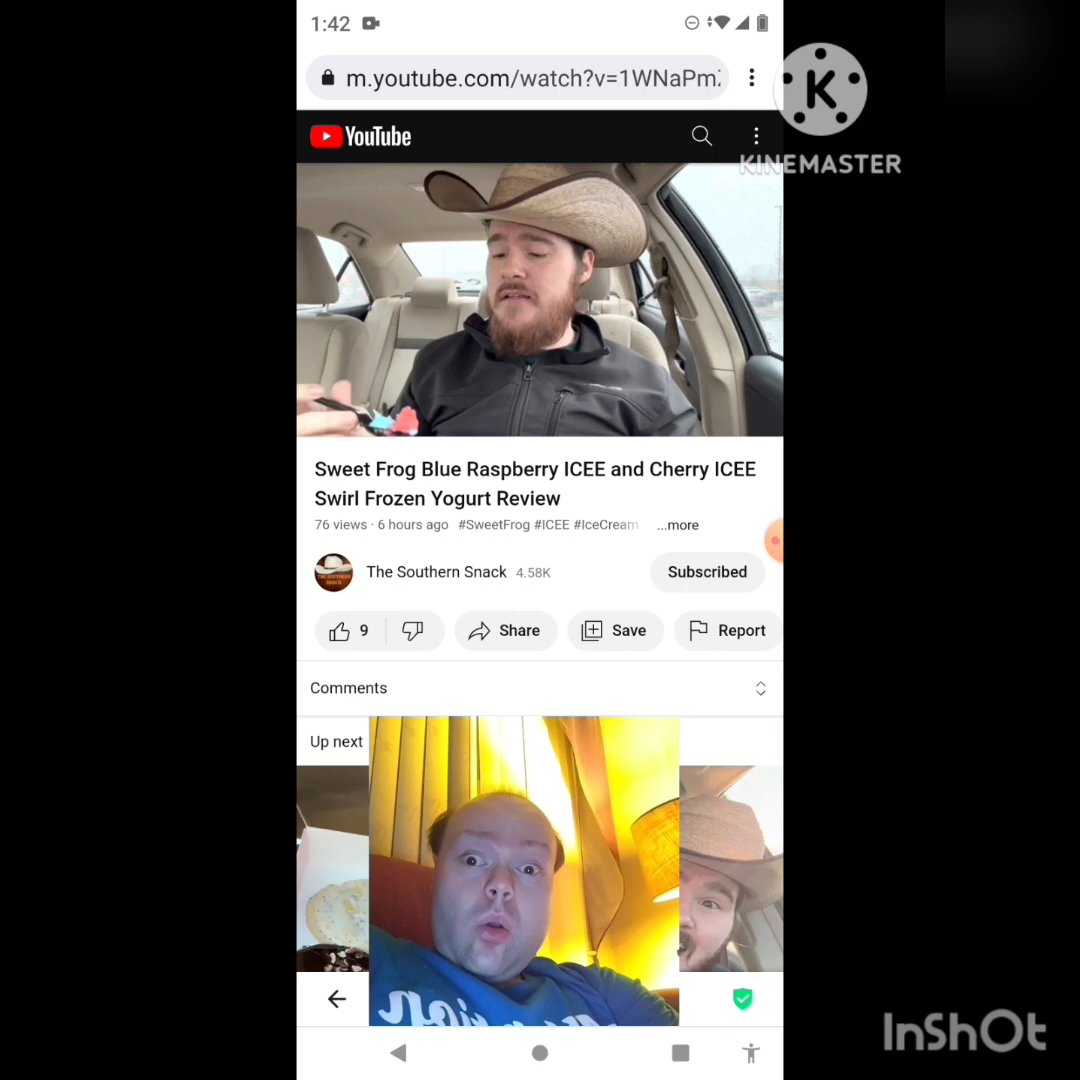 1:42
m.youtube.com/watch?v=1WNaPm
K
KINEMASTER
YouTube
Sweet Frog Blue Raspberry ICEE and Cherry ICEE
Swirl Frozen Yogurt Review
76 views · 6 hours ago #SweetFrog #ICEE #IceCream ...more
The Southern Snack 4.58K
Subscribed
9
Share
Save
Report
Comments
Up next
InShOt